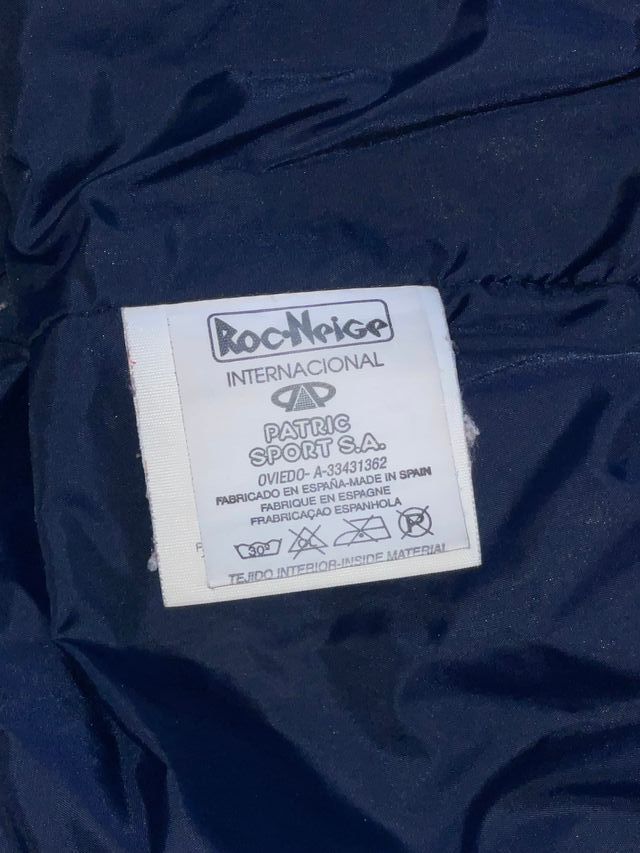 Roc-Neige
INTERNACIONAL
PATRIC
SPORT S.A.
OVIEDO- A-33431362
FABRICADO EN ESPAÑA-MADE IN SPAIN
FABRIQUE EN ESPAGNE
FRABRICAÇAO ESPANHOLA
30° CL P
TEJIDO INTERIOR-INSIDE MATERIAL